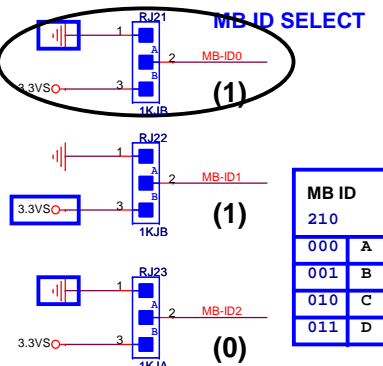 RJ21
MB ID SELECT
1
A
2
MB-ID0
B
3.3VS
3
(1)
1KJB
RJ22
1
A
2
MB-ID1
B
3.3VS
3
(1)
1KJB
MB ID
210
000 A
001 B
010 C
011 D
RJ23
1
A
2
MB-ID2
B
3.3VS
3
(0)
1KJA